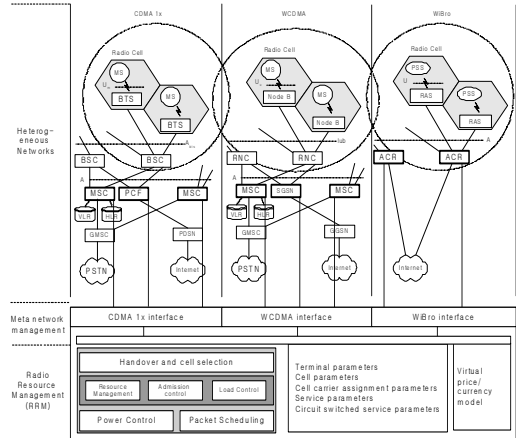 CDMA 1x
WCDMA
WiBro
Radio Cell
Radio Cell
Radio Cell
MS
MS
PSS
U
U
U
MS
MS
PSS
BTS
Node B
RAS
BTS
Node B
RAS
Heterog-
eneous
Networks
Iub
A
BSC
BSC
RNC
RNC
ACR
ACR
A
A
MSC
PCF
MSC
MSC
SGSN
MSC
VLR
HLR
VLR
HLR
GMSC
PDSN
GMSC
GGSN
PSTN
Internet
PSTN
Internet
Internet
Meta network
management
CDMA 1x interface
WCDMA interface
WiBro interface
Radio
Resource
Management
(RRM)
Handover and cell selection
Resource
Management
Admission
control
Load Control
Power Control
Packet Scheduling
Terminal parameters
Cell parameters
Cell carrier assignment parameters
Service parameters
Circuit switched service parameters
Virtual
price/
currency
model